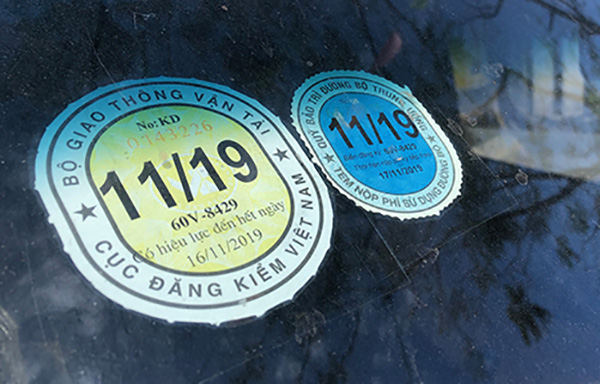 BỘ GIAO THÔNG VẬN TẢI
No: KD
0143226
11/19
60V-8429
Có hiệu lực đến hết ngày
16/11/2019
CỤC ĐĂNG KIỂM VIỆT NAM
QUỸ BẢO TRÌ ĐƯỜNG BỘ TRUNG ƯƠNG
11/19
60V-8429
17/11/2019
TEM NỘP PHÍ SỬ DỤNG ĐƯỜNG BỘ